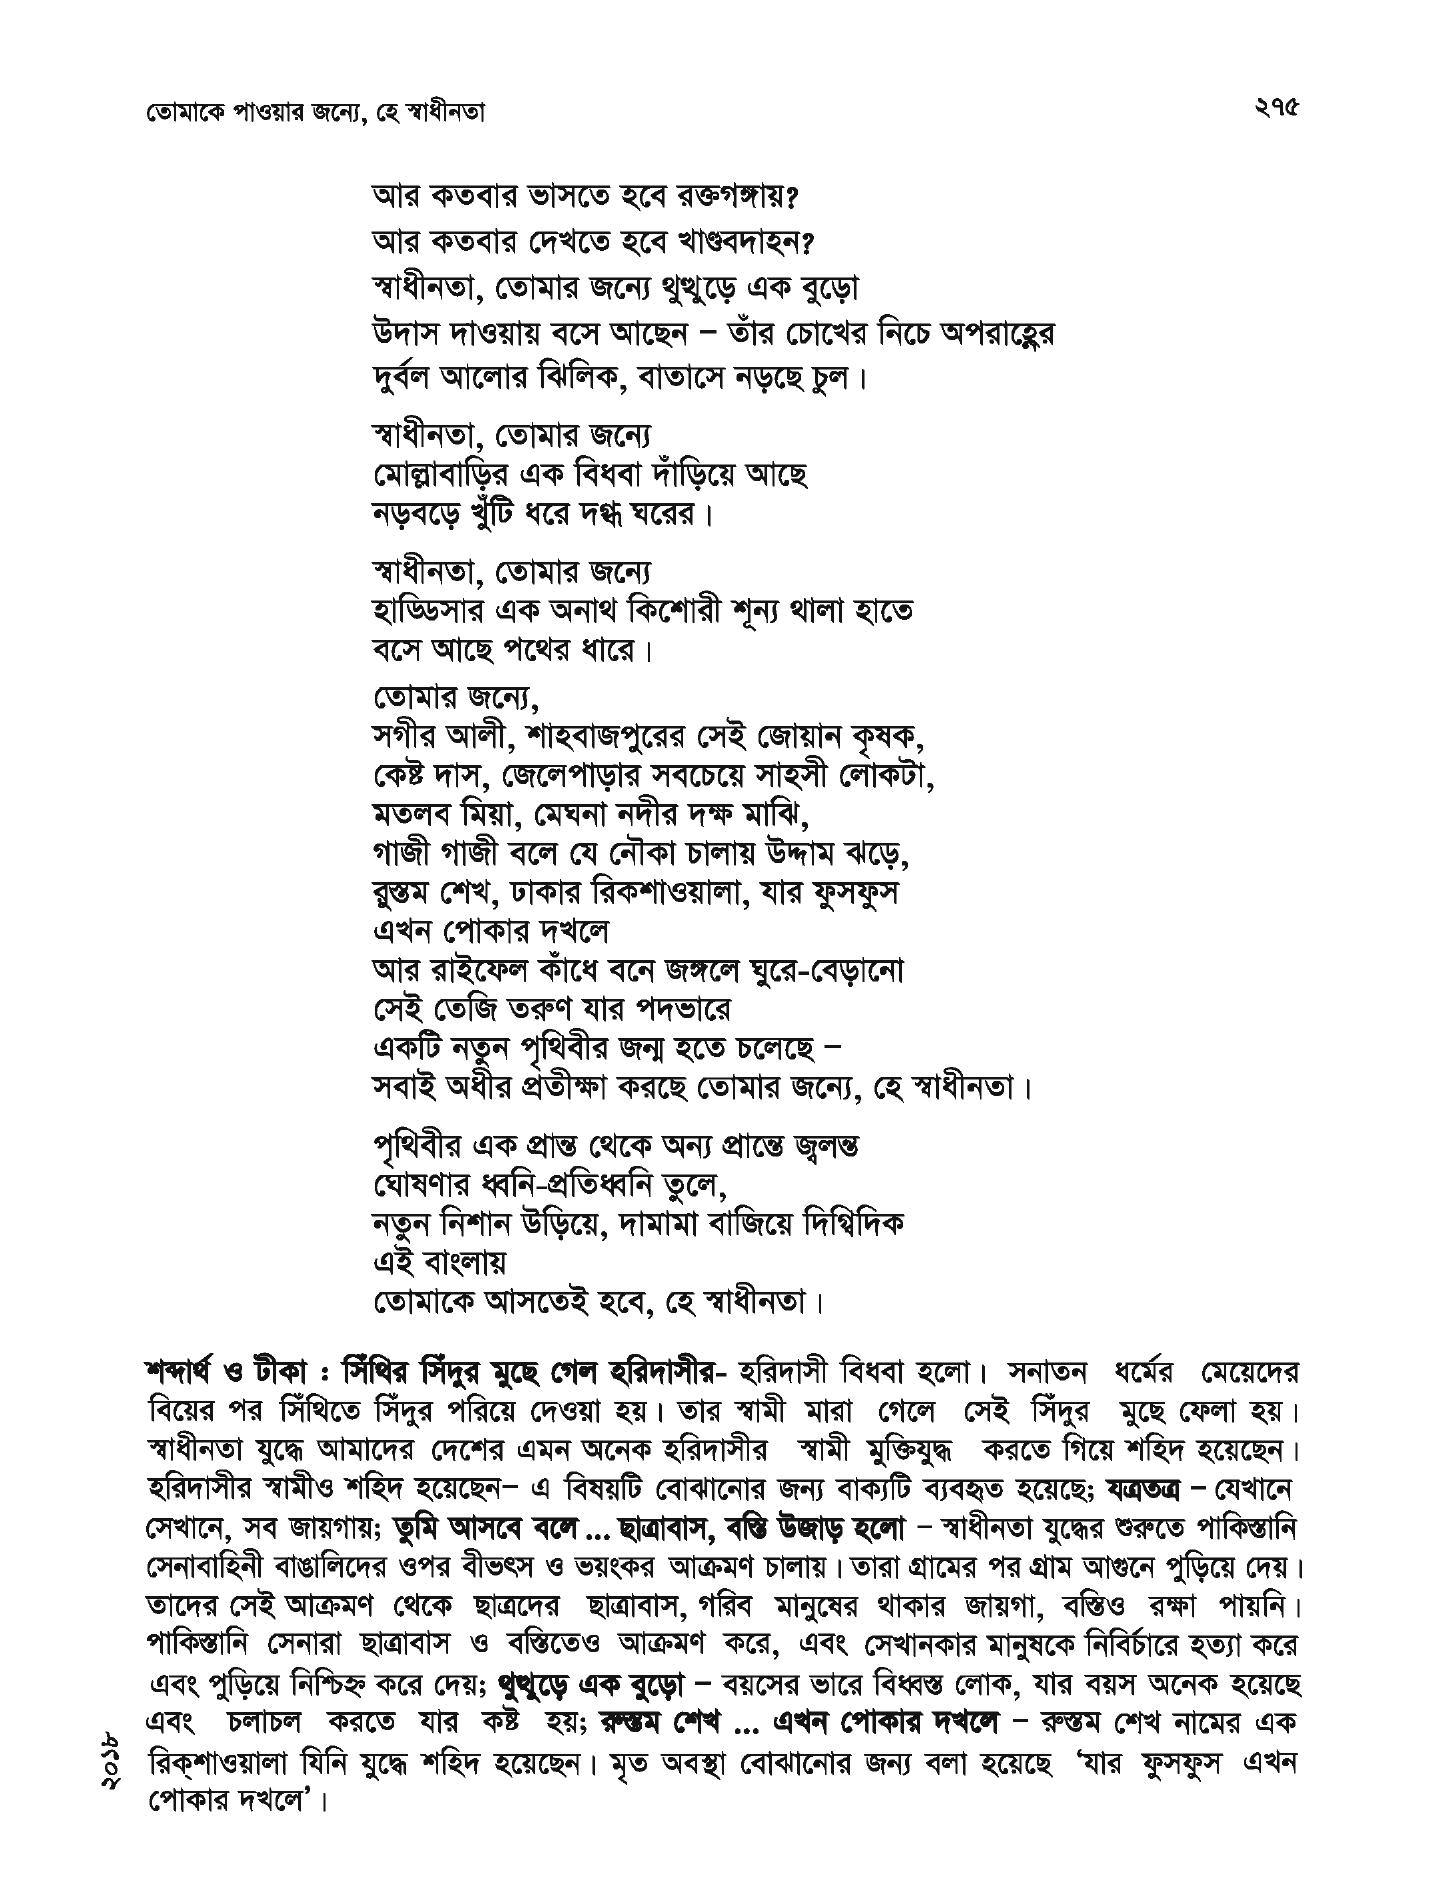 তোমাকে পাওয়ার জন্যে, হে স্বাধীনতা
২৭৫
আর কতবার ভাসতে হবে রক্তগঙ্গায়?
আর কতবার দেখতে হবে খাণ্ডবদাহন?
স্বাধীনতা, তোমার জন্যে থুত্থুড়ে এক বুড়ো
উদাস দাওয়ায় বসে আছেন – তাঁর চোখের নিচে অপরাহ্ণের
দুর্বল আলোর ঝিলিক, বাতাসে নড়ছে চুল।
স্বাধীনতা, তোমার জন্যে
মোল্লাবাড়ির এক বিধবা দাঁড়িয়ে আছে
নড়বড়ে খুঁটি ধরে দগ্ধ ঘরের।
স্বাধীনতা, তোমার জন্যে
হাড্ডিসার এক অনাথ কিশোরী শূন্য থালা হাতে
বসে আছে পথের ধারে।
তোমার জন্যে,
সগীর আলী, শাহবাজপুরের সেই জোয়ান কৃষক,
কেষ্ট দাস, জেলেপাড়ার সবচেয়ে সাহসী লোকটা,
মতলব মিয়া, মেঘনা নদীর দক্ষ মাঝি,
গাজী গাজী বলে যে নৌকা চালায় উদ্দাম ঝড়ে,
রুস্তম শেখ, ঢাকার রিকশাওয়ালা, যার ফুসফুস
এখন পোকার দখলে
আর রাইফেল কাঁধে বনে জঙ্গলে ঘুরে-বেড়ানো
সেই তেজি তরুণ যার পদভারে
একটি নতুন পৃথিবীর জন্ম হতে চলেছে –
সবাই অধীর প্রতীক্ষা করছে তোমার জন্যে, হে স্বাধীনতা।
পৃথিবীর এক প্রান্ত থেকে অন্য প্রান্তে জ্বলন্ত
ঘোষণার ধ্বনি-প্রতিধ্বনি তুলে,
নতুন নিশান উড়িয়ে, দামামা বাজিয়ে দিগ্বিদিক
এই বাংলায়
তোমাকে আসতেই হবে, হে স্বাধীনতা।
শব্দার্থ ও টীকা : সিঁথির সিঁদুর মুছে গেল হরিদাসীর- হরিদাসী বিধবা হলো। সনাতন ধর্মের মেয়েদের
বিয়ের পর সিঁথিতে সিঁদুর পরিয়ে দেওয়া হয়। তার স্বামী মারা গেলে সেই সিঁদুর মুছে ফেলা হয়।
স্বাধীনতা যুদ্ধে আমাদের দেশের এমন অনেক হরিদাসীর স্বামী মুক্তিযুদ্ধ করতে গিয়ে শহিদ হয়েছেন।
হরিদাসীর স্বামীও শহিদ হয়েছেন– এ বিষয়টি বোঝানোর জন্য বাক্যটি ব্যবহৃত হয়েছে; যত্রতত্র – যেখানে
সেখানে, সব জায়গায়; তুমি আসবে বলে ... ছাত্রাবাস, বস্তি উজাড় হলো – স্বাধীনতা যুদ্ধের শুরুতে পাকিস্তানি
সেনাবাহিনী বাঙালিদের ওপর বীভৎস ও ভয়ংকর আক্রমণ চালায়। তারা গ্রামের পর গ্রাম আগুনে পুড়িয়ে দেয়।
তাদের সেই আক্রমণ থেকে ছাত্রদের ছাত্রাবাস, গরিব মানুষের থাকার জায়গা, বস্তিও রক্ষা পায়নি।
পাকিস্তানি সেনারা ছাত্রাবাস ও বস্তিতেও আক্রমণ করে, এবং সেখানকার মানুষকে নির্বিচারে হত্যা করে
এবং পুড়িয়ে নিশ্চিহ্ন করে দেয়; থুত্থুড়ে এক বুড়ো – বয়সের ভারে বিধ্বস্ত লোক, যার বয়স অনেক হয়েছে
এবং চলাচল করতে যার কষ্ট হয়; রুস্তম শেখ ... এখন পোকার দখলে – রুস্তম শেখ নামের এক
রিক্‌শাওয়ালা যিনি যুদ্ধে শহিদ হয়েছেন। মৃত অবস্থা বোঝানোর জন্য বলা হয়েছে ‘যার ফুসফুস এখন
পোকার দখলে’।
২০১৮